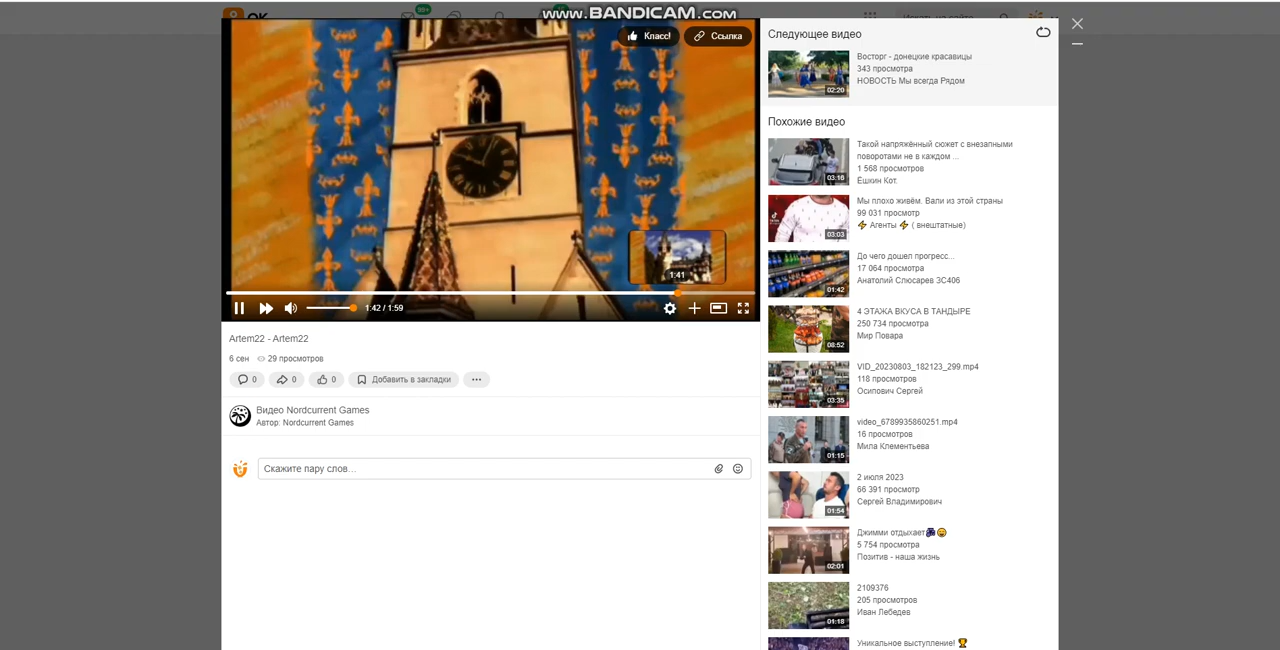 www.BANDICAM.com
OK
99+
Искать на сайте
Класс!
Ссылка
1:41
1:42 / 1:59
Artem22 - Artem22
6 сен 29 просмотров
0
0
0
Добавить в закладки
Видео Nordcurrent Games
Автор: Nordcurrent Games
Скажите пару слов...
Следующее видео
02:20
Восторг - донецкие красавицы
343 просмотра
НОВОСТЬ Мы всегда Рядом
Похожие видео
03:16
Такой напряжённый сюжет с внезапными
поворотами не в каждом ...
1 568 просмотров
Ёшкин Кот.
03:03
Мы плохо живём. Вали из этой страны
99 031 просмотр
⚡ Агенты ⚡ ( внештатные)
01:42
До чего дошел прогресс...
17 064 просмотра
Анатолий Слюсарев ЗС406
08:52
4 ЭТАЖА ВКУСА В ТАНДЫРЕ
250 734 просмотра
Мир Повара
03:35
VID_20230803_182123_299.mp4
118 просмотров
Осипович Сергей
01:15
video_6789935860251.mp4
16 просмотров
Мила Клементьева
01:54
2 июля 2023
66 391 просмотр
Сергей Владимирович
02:01
Джимми отдыхает
5 754 просмотра
Позитив - наша жизнь
01:18
2109376
205 просмотров
Иван Лебедев
Уникальное выступление! 🏆